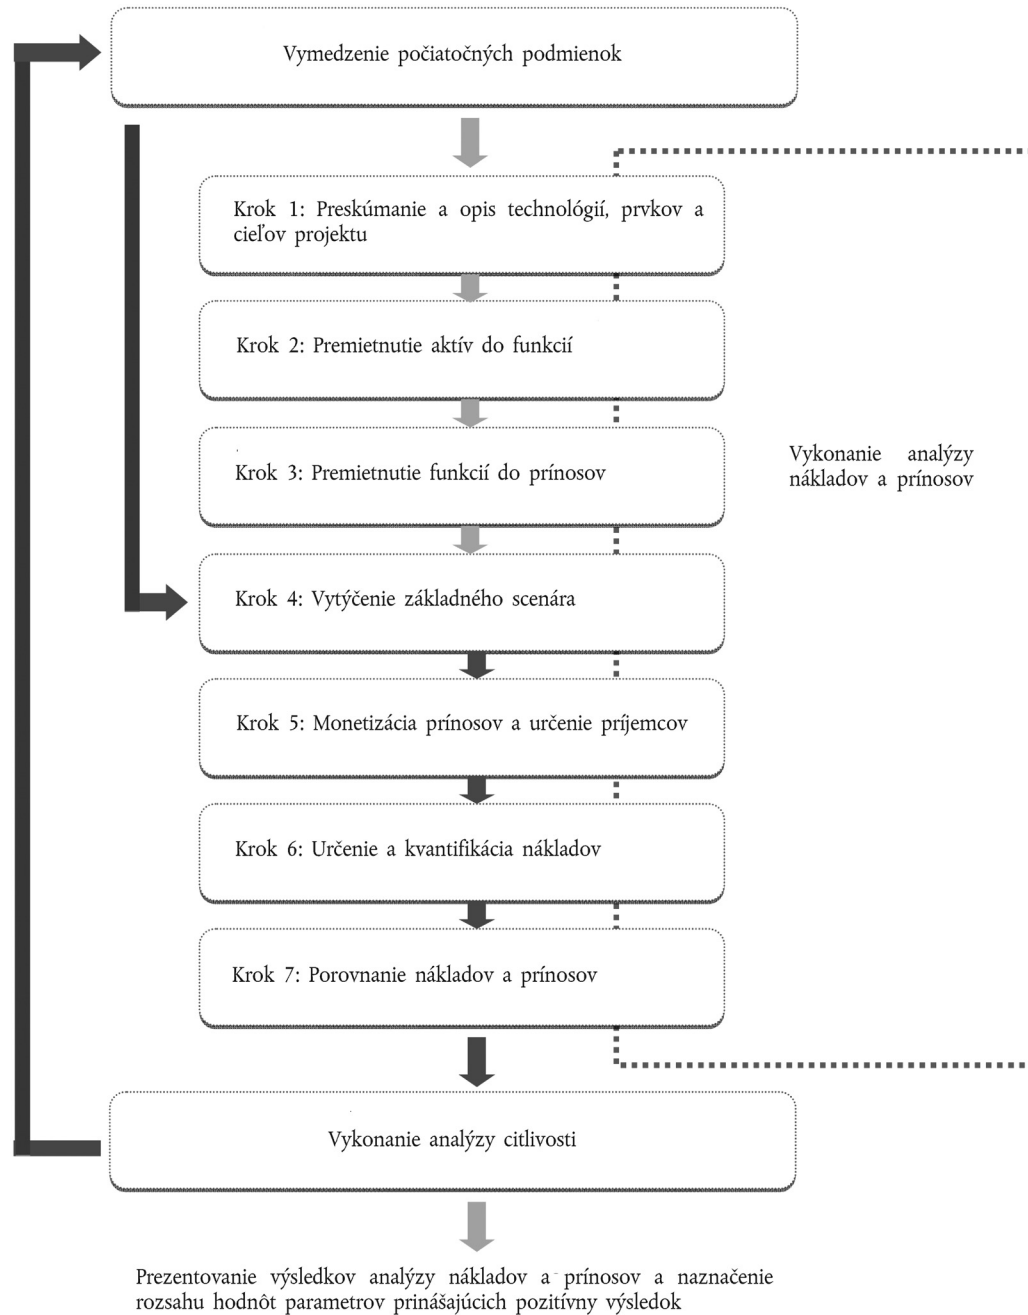 Vymedzenie počiatočných podmienok
Krok 1: Preskúmanie a opis technológií, prvkov a
cieľov projektu
Krok 2: Premietnutie aktív do funkcií
Krok 3: Premietnutie funkcií do prínosov
Vykonanie analýzy
nákladov a prínosov
Krok 4: Vytýčenie základného scenára
Krok 5: Monetizácia prínosov a určenie príjemcov
Krok 6: Určenie a kvantifikácia nákladov
Krok 7: Porovnanie nákladov a prínosov
Vykonanie analýzy citlivosti
Prezentovanie výsledkov analýzy nákladov a prínosov a naznačenie
rozsahu hodnôt parametrov prinášajúcich pozitívny výsledok